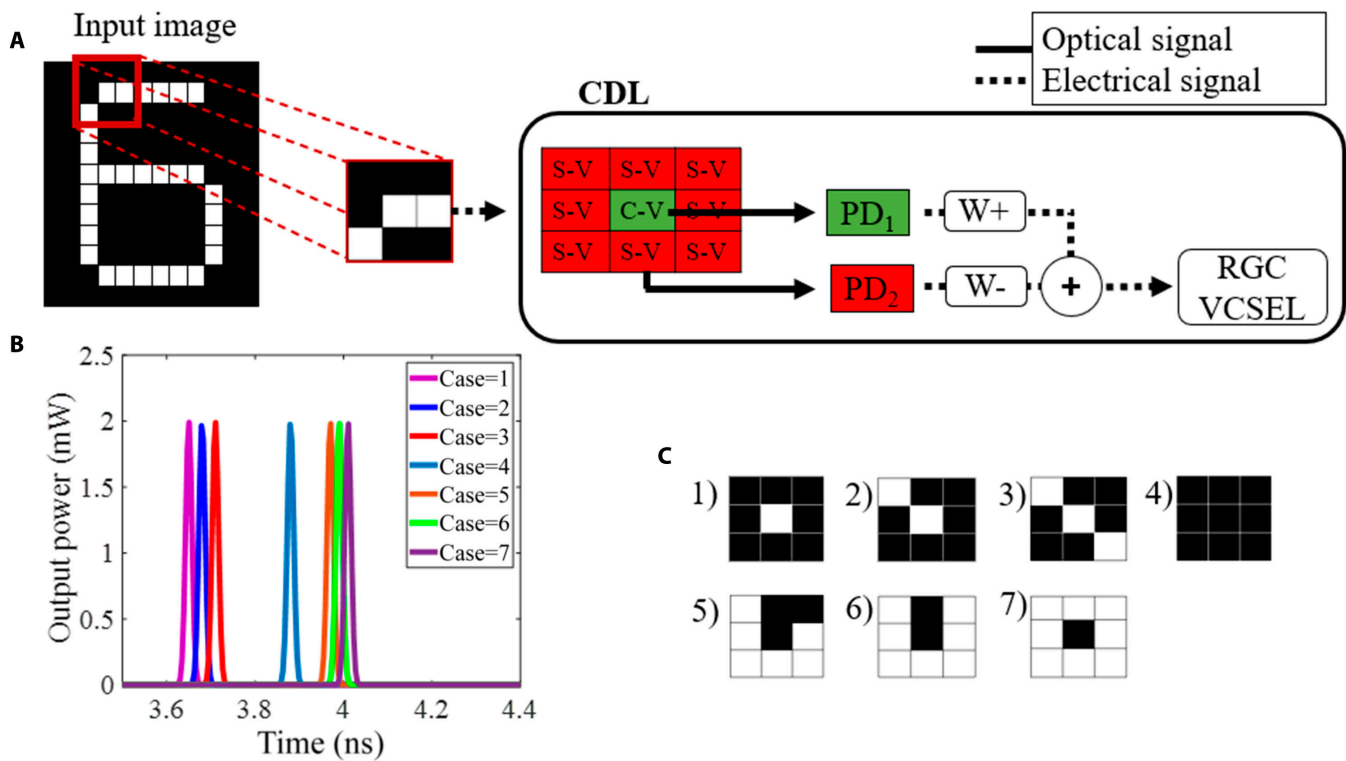 A
Input image
Optical signal
Electrical signal
CDL
S-V S-V S-V
S-V C-V S-V
S-V S-V S-V
PD1
W+
PD2
W-
+
RGC
VCSEL
B
2.5
2
1.5
1
0.5
0
3.6 3.8 4 4.2 4.4
Output power (mW)
Time (ns)
Case=1
Case=2
Case=3
Case=4
Case=5
Case=6
Case=7
C
1) 2) 3) 4)
5) 6) 7)